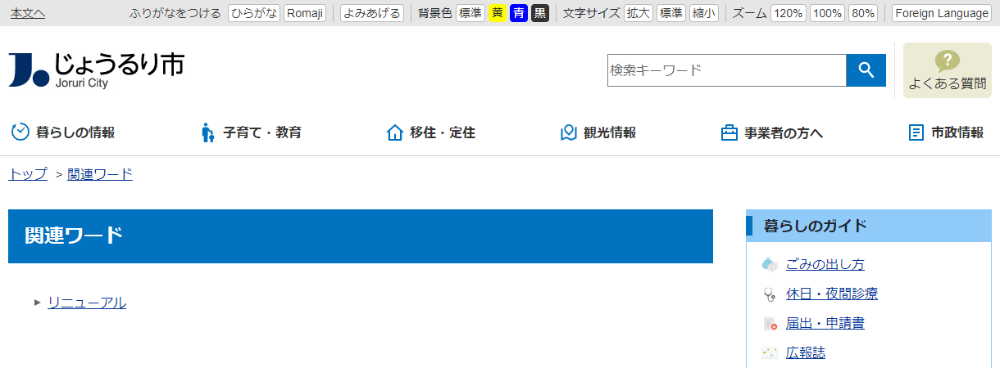 本文へ ふりがなをつける ひらがな Romaji よみあげる 背景色 標準 黄 青 黒 文字サイズ 拡大 標準 縮小 ズーム 120% 100% 80% Foreign Language
じょうるり市
Joruri City
検索キーワード
?
よくある質問
暮らしの情報 子育て・教育 移住・定住 観光情報 事業者の方へ 市政情報
トップ > 関連ワード
関連ワード
リニューアル
暮らしのガイド
ごみの出し方
休日・夜間診療
届出・申請書
広報誌